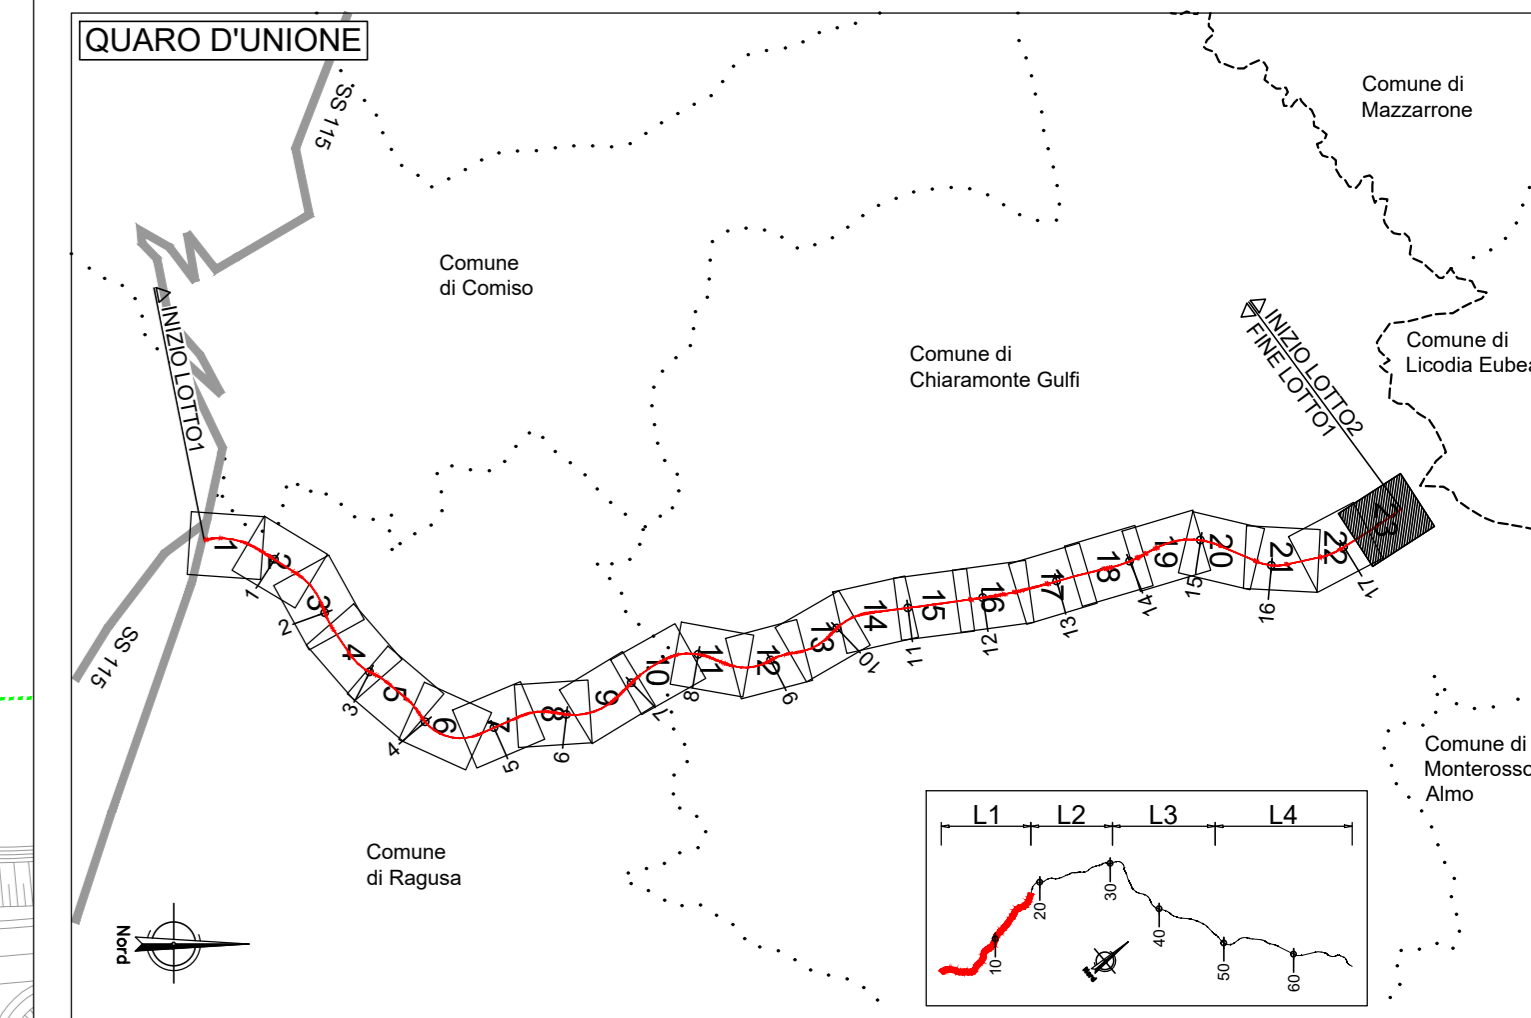 QUARO D'UNIONE
SS 115
Comune di
Mazzarrone
Comune
di Comiso
INIZIO LOTTO1
Comune di
Chiaramonte Gulfi
INIZIO LOTTO2
FINE LOTTO1
Comune di
Licodia Eubea
1
2
3
4
5
6
7
8
9
10
11
12
13
14
15
16
17
18
19
20
21
22
23
1
2
3
4
5
6
7
8
9
10
11
12
13
14
15
16
17
SS 115
Comune di
Monterosso
Almo
Comune
di Ragusa
Nord
L1 L2 L3 L4
10
20
30
40
50
60
Nord